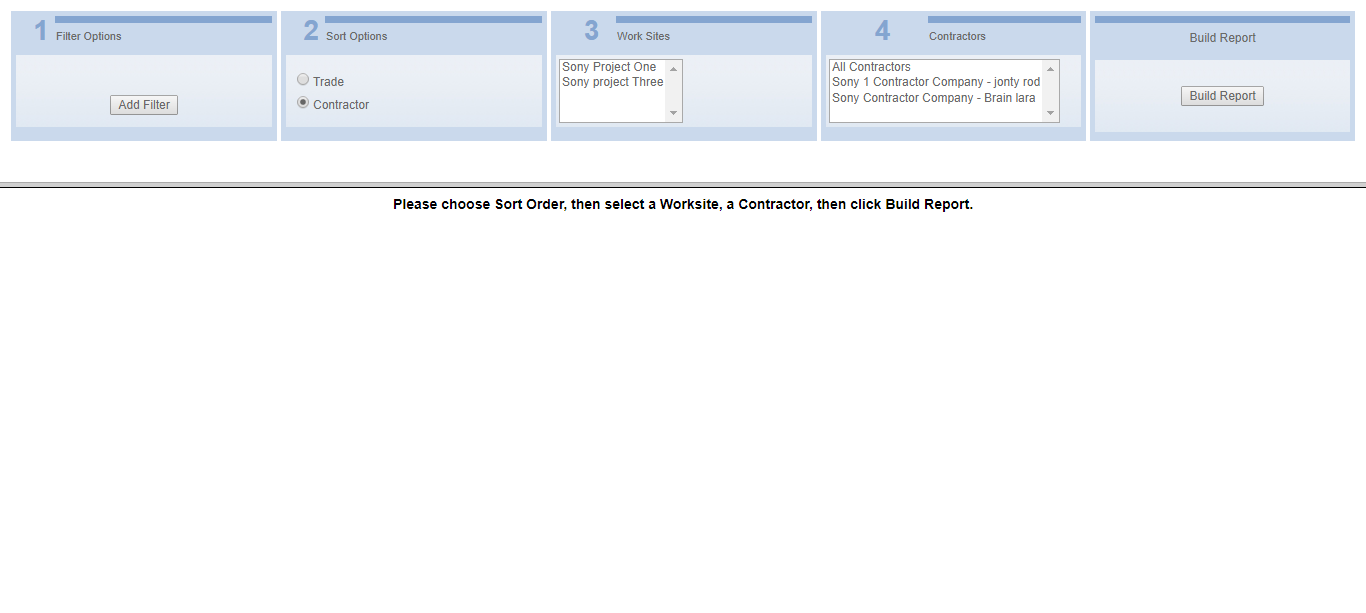 1 Filter Options
Add Filter
2 Sort Options
Trade
Contractor
3 Work Sites
Sony Project One
Sony project Three
4 Contractors
All Contractors
Sony 1 Contractor Company - jonty rod
Sony Contractor Company - Brain lara
Build Report
Build Report
Please choose Sort Order, then select a Worksite, a Contractor, then click Build Report.